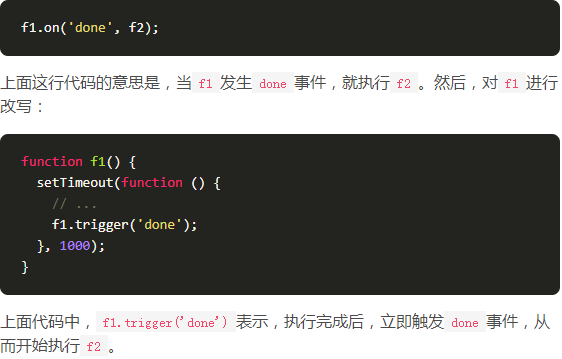 f1.on('done', f2);
上面这行代码的意思是，当 f1 发生 done 事件，就执行 f2 。然后，对 f1 进行
改写：
function f1() {
  setTimeout(function () {
    // ...
    f1.trigger('done');
  }, 1000);
}
上面代码中， f1.trigger('done') 表示，执行完成后，立即触发 done 事件，从
而开始执行 f2 。